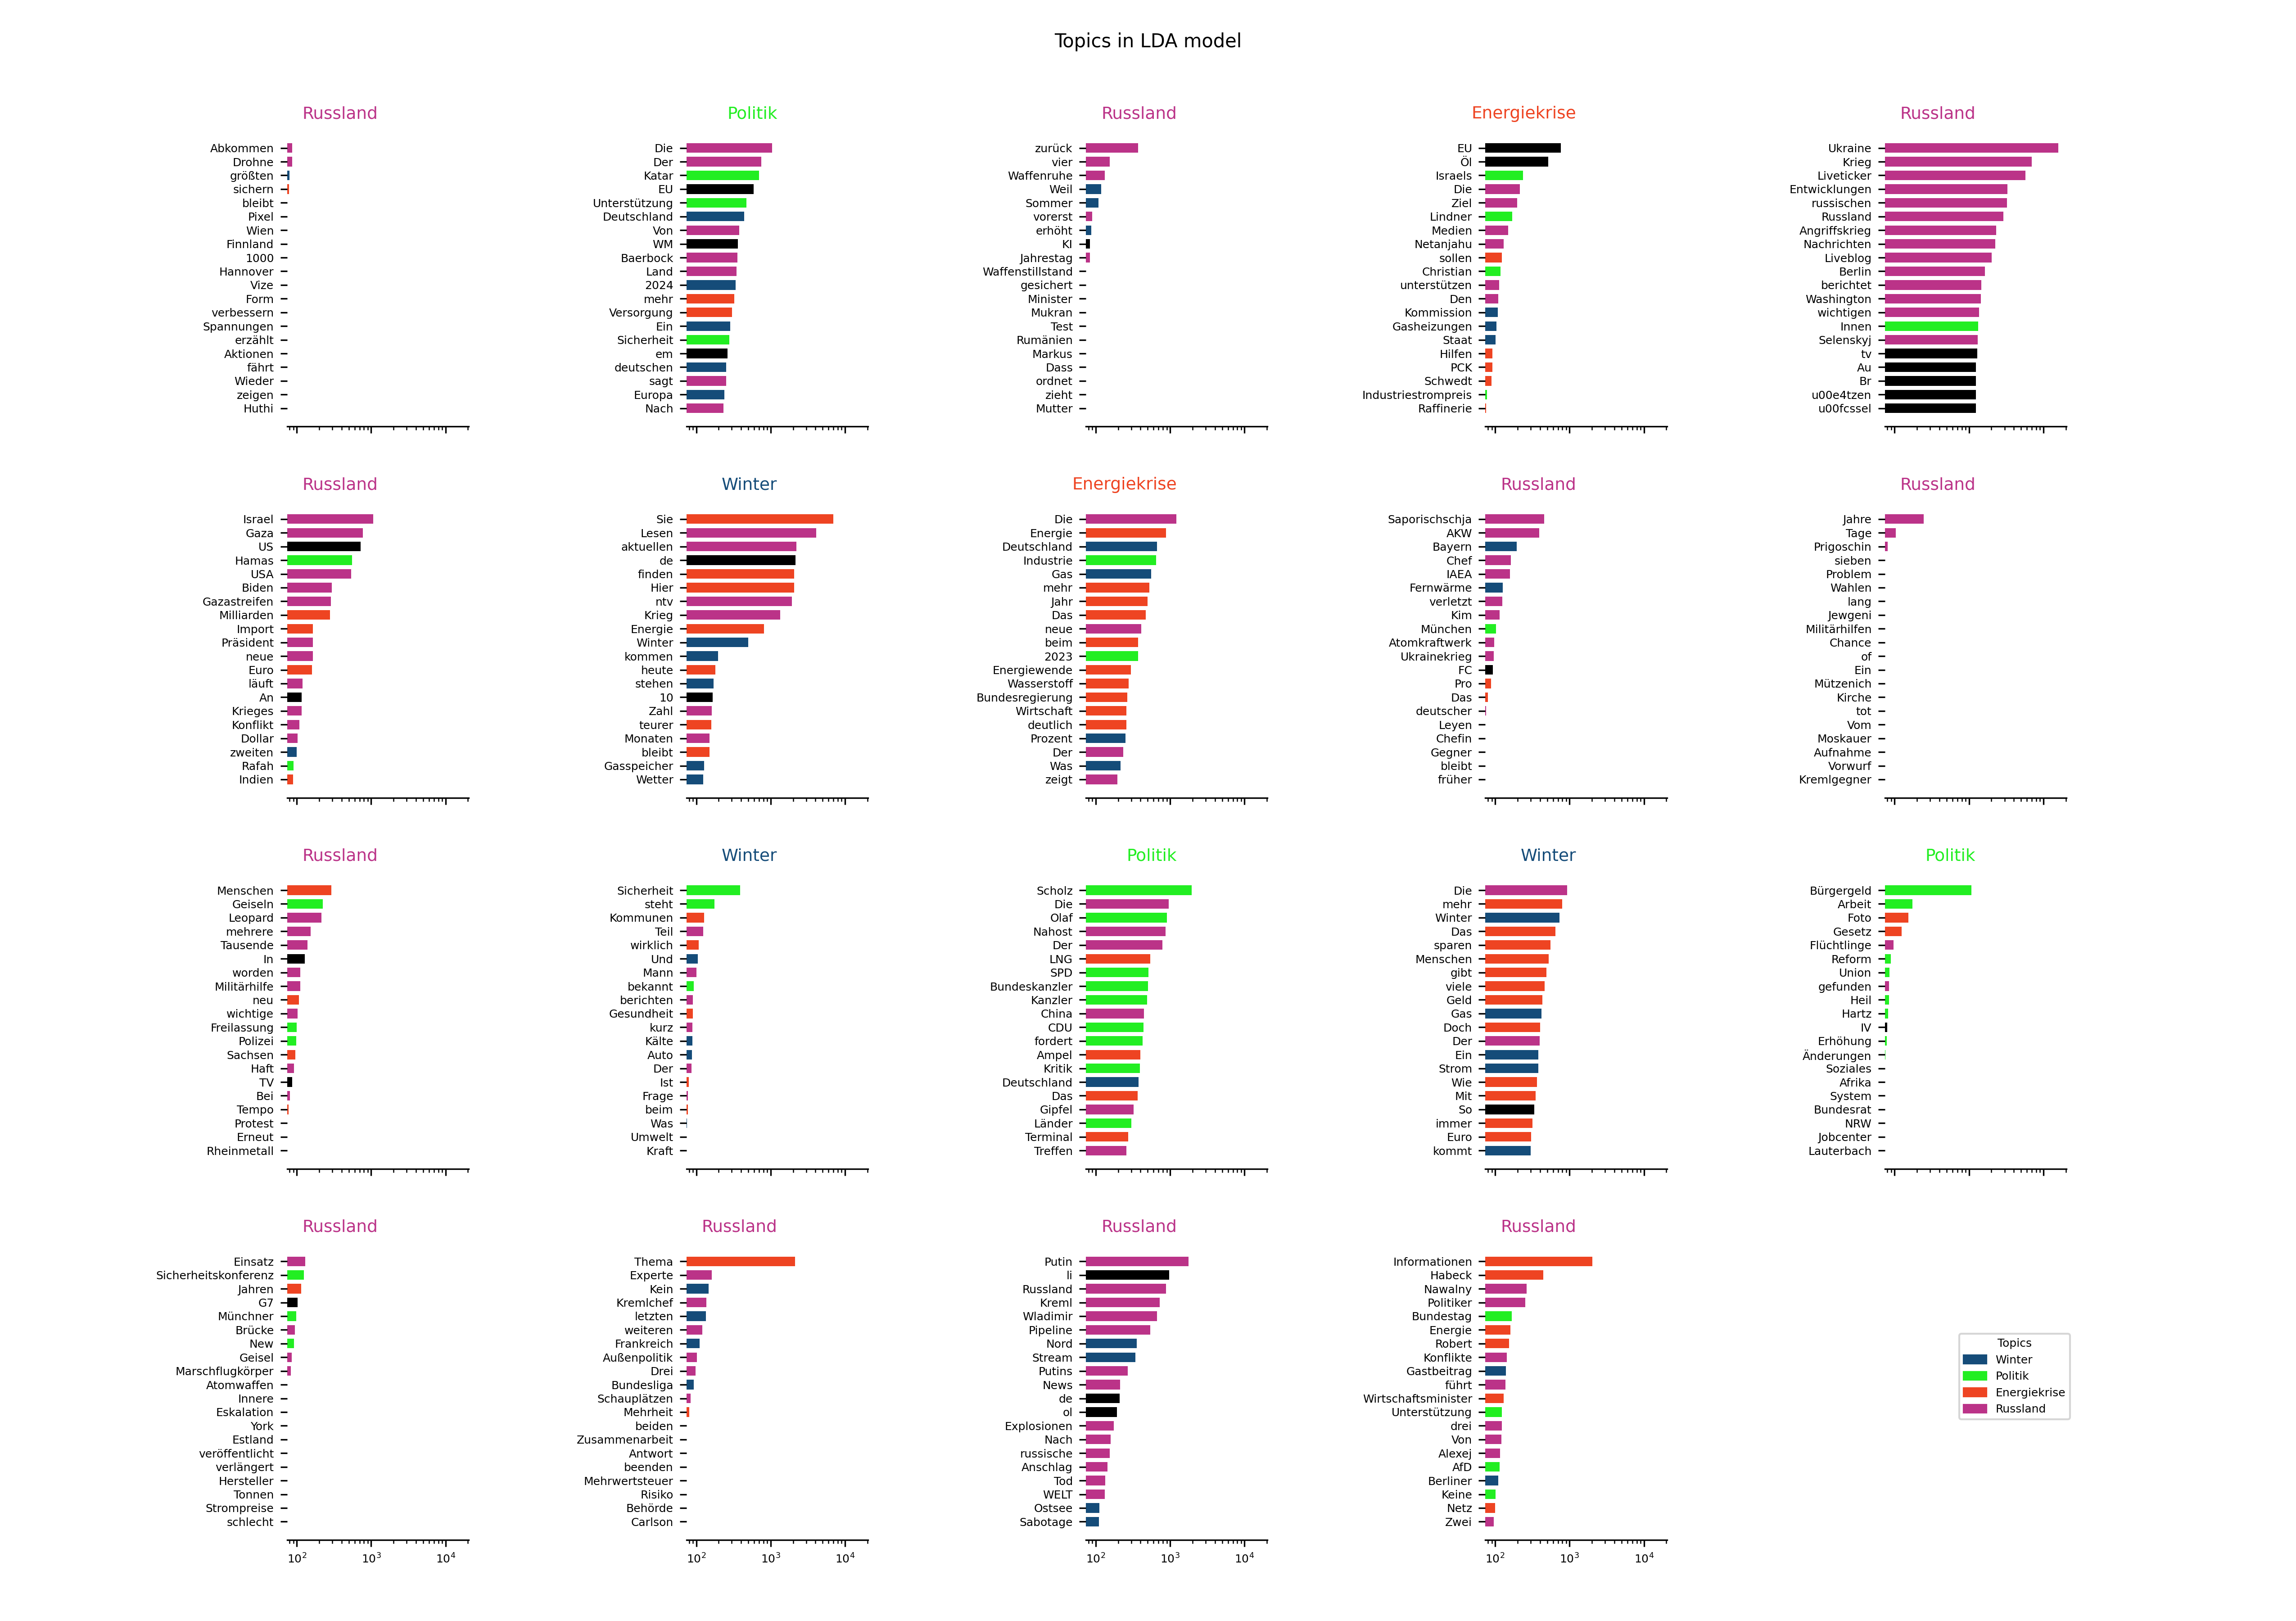 Topics in LDA model
Russland
Abkommen
Drohne
größten
sichern
bleibt
Pixel
Wien
Finnland
1000
Hannover
Vize
Form
verbessern
Spannungen
erzählt
Aktionen
fährt
Wieder
zeigen
Huthi
Politik
Die
Der
Katar
EU
Unterstützung
Deutschland
Von
WM
Baerbock
Land
2024
mehr
Versorgung
Ein
Sicherheit
em
deutschen
sagt
Europa
Nach
Russland
zurück
vier
Waffenruhe
Weil
Sommer
vorerst
erhöht
KI
Jahrestag
Waffenstillstand
gesichert
Minister
Mukran
Test
Rumänien
Markus
Dass
ordnet
zieht
Mutter
Energiekrise
EU
Öl
Israels
Die
Ziel
Lindner
Medien
Netanjahu
sollen
Christian
unterstützen
Den
Kommission
Gasheizungen
Staat
Hilfen
PCK
Schwedt
Industriestrompreis
Raffinerie
Russland
Ukraine
Krieg
Liveticker
Entwicklungen
russischen
Russland
Angriffskrieg
Nachrichten
Liveblog
Berlin
berichtet
Washington
wichtigen
Innen
Selenskyj
tv
Au
Br
u00e4tzen
u00fcssel
Russland
Israel
Gaza
US
Hamas
USA
Biden
Gazastreifen
Milliarden
Import
Präsident
neue
Euro
läuft
An
Krieges
Konflikt
Dollar
zweiten
Rafah
Indien
Winter
Sie
Lesen
aktuellen
de
finden
Hier
ntv
Krieg
Energie
Winter
kommen
heute
stehen
10
Zahl
teurer
Monaten
bleibt
Gasspeicher
Wetter
Energiekrise
Die
Energie
Deutschland
Industrie
Gas
mehr
Jahr
Das
neue
beim
2023
Energiewende
Wasserstoff
Bundesregierung
Wirtschaft
deutlich
Prozent
Der
Was
zeigt
Russland
Saporischschja
AKW
Bayern
Chef
IAEA
Fernwärme
verletzt
Kim
München
Atomkraftwerk
Ukrainekrieg
FC
Pro
Das
deutscher
Leyen
Chefin
Gegner
bleibt
früher
Russland
Jahre
Tage
Prigoschin
sieben
Problem
Wahlen
lang
Jewgeni
Militärhilfen
Chance
of
Ein
Mützenich
Kirche
tot
Vom
Moskauer
Aufnahme
Vorwurf
Kremlgegner
Russland
Menschen
Geiseln
Leopard
mehrere
Tausende
In
worden
Militärhilfe
neu
wichtige
Freilassung
Polizei
Sachsen
Haft
TV
Bei
Tempo
Protest
Erneut
Rheinmetall
Winter
Sicherheit
steht
Kommunen
Teil
wirklich
Und
Mann
bekannt
berichten
Gesundheit
kurz
Kälte
Auto
Der
Ist
Frage
beim
Was
Umwelt
Kraft
Politik
Scholz
Die
Olaf
Nahost
Der
LNG
SPD
Bundeskanzler
Kanzler
China
CDU
fordert
Ampel
Kritik
Deutschland
Das
Gipfel
Länder
Terminal
Treffen
Winter
Die
mehr
Winter
Das
sparen
Menschen
gibt
viele
Geld
Gas
Doch
Der
Ein
Strom
Wie
Mit
So
immer
Euro
kommt
Politik
Bürgergeld
Arbeit
Foto
Gesetz
Flüchtlinge
Reform
Union
gefunden
Heil
Hartz
IV
Erhöhung
Änderungen
Soziales
Afrika
System
Bundesrat
NRW
Jobcenter
Lauterbach
Russland
Einsatz
Sicherheitskonferenz
Jahren
G7
Münchner
Brücke
New
Geisel
Marschflugkörper
Atomwaffen
Innere
Eskalation
York
Estland
veröffentlicht
verlängert
Hersteller
Tonnen
Strompreise
schlecht
10² 10³ 10⁴
Russland
Thema
Experte
Kein
Kremlchef
letzten
weiteren
Frankreich
Außenpolitik
Drei
Bundesliga
Schauplätzen
Mehrheit
beiden
Zusammenarbeit
Antwort
beenden
Mehrwertsteuer
Risiko
Behörde
Carlson
10² 10³ 10⁴
Russland
Putin
li
Russland
Kreml
Wladimir
Pipeline
Nord
Stream
Putins
News
de
ol
Explosionen
Nach
russische
Anschlag
Tod
WELT
Ostsee
Sabotage
10² 10³ 10⁴
Russland
Informationen
Habeck
Nawalny
Politiker
Bundestag
Energie
Robert
Konflikte
Gastbeitrag
führt
Wirtschaftsminister
Unterstützung
drei
Von
Alexej
AfD
Berliner
Keine
Netz
Zwei
10² 10³ 10⁴
Topics
Winter
Politik
Energiekrise
Russland